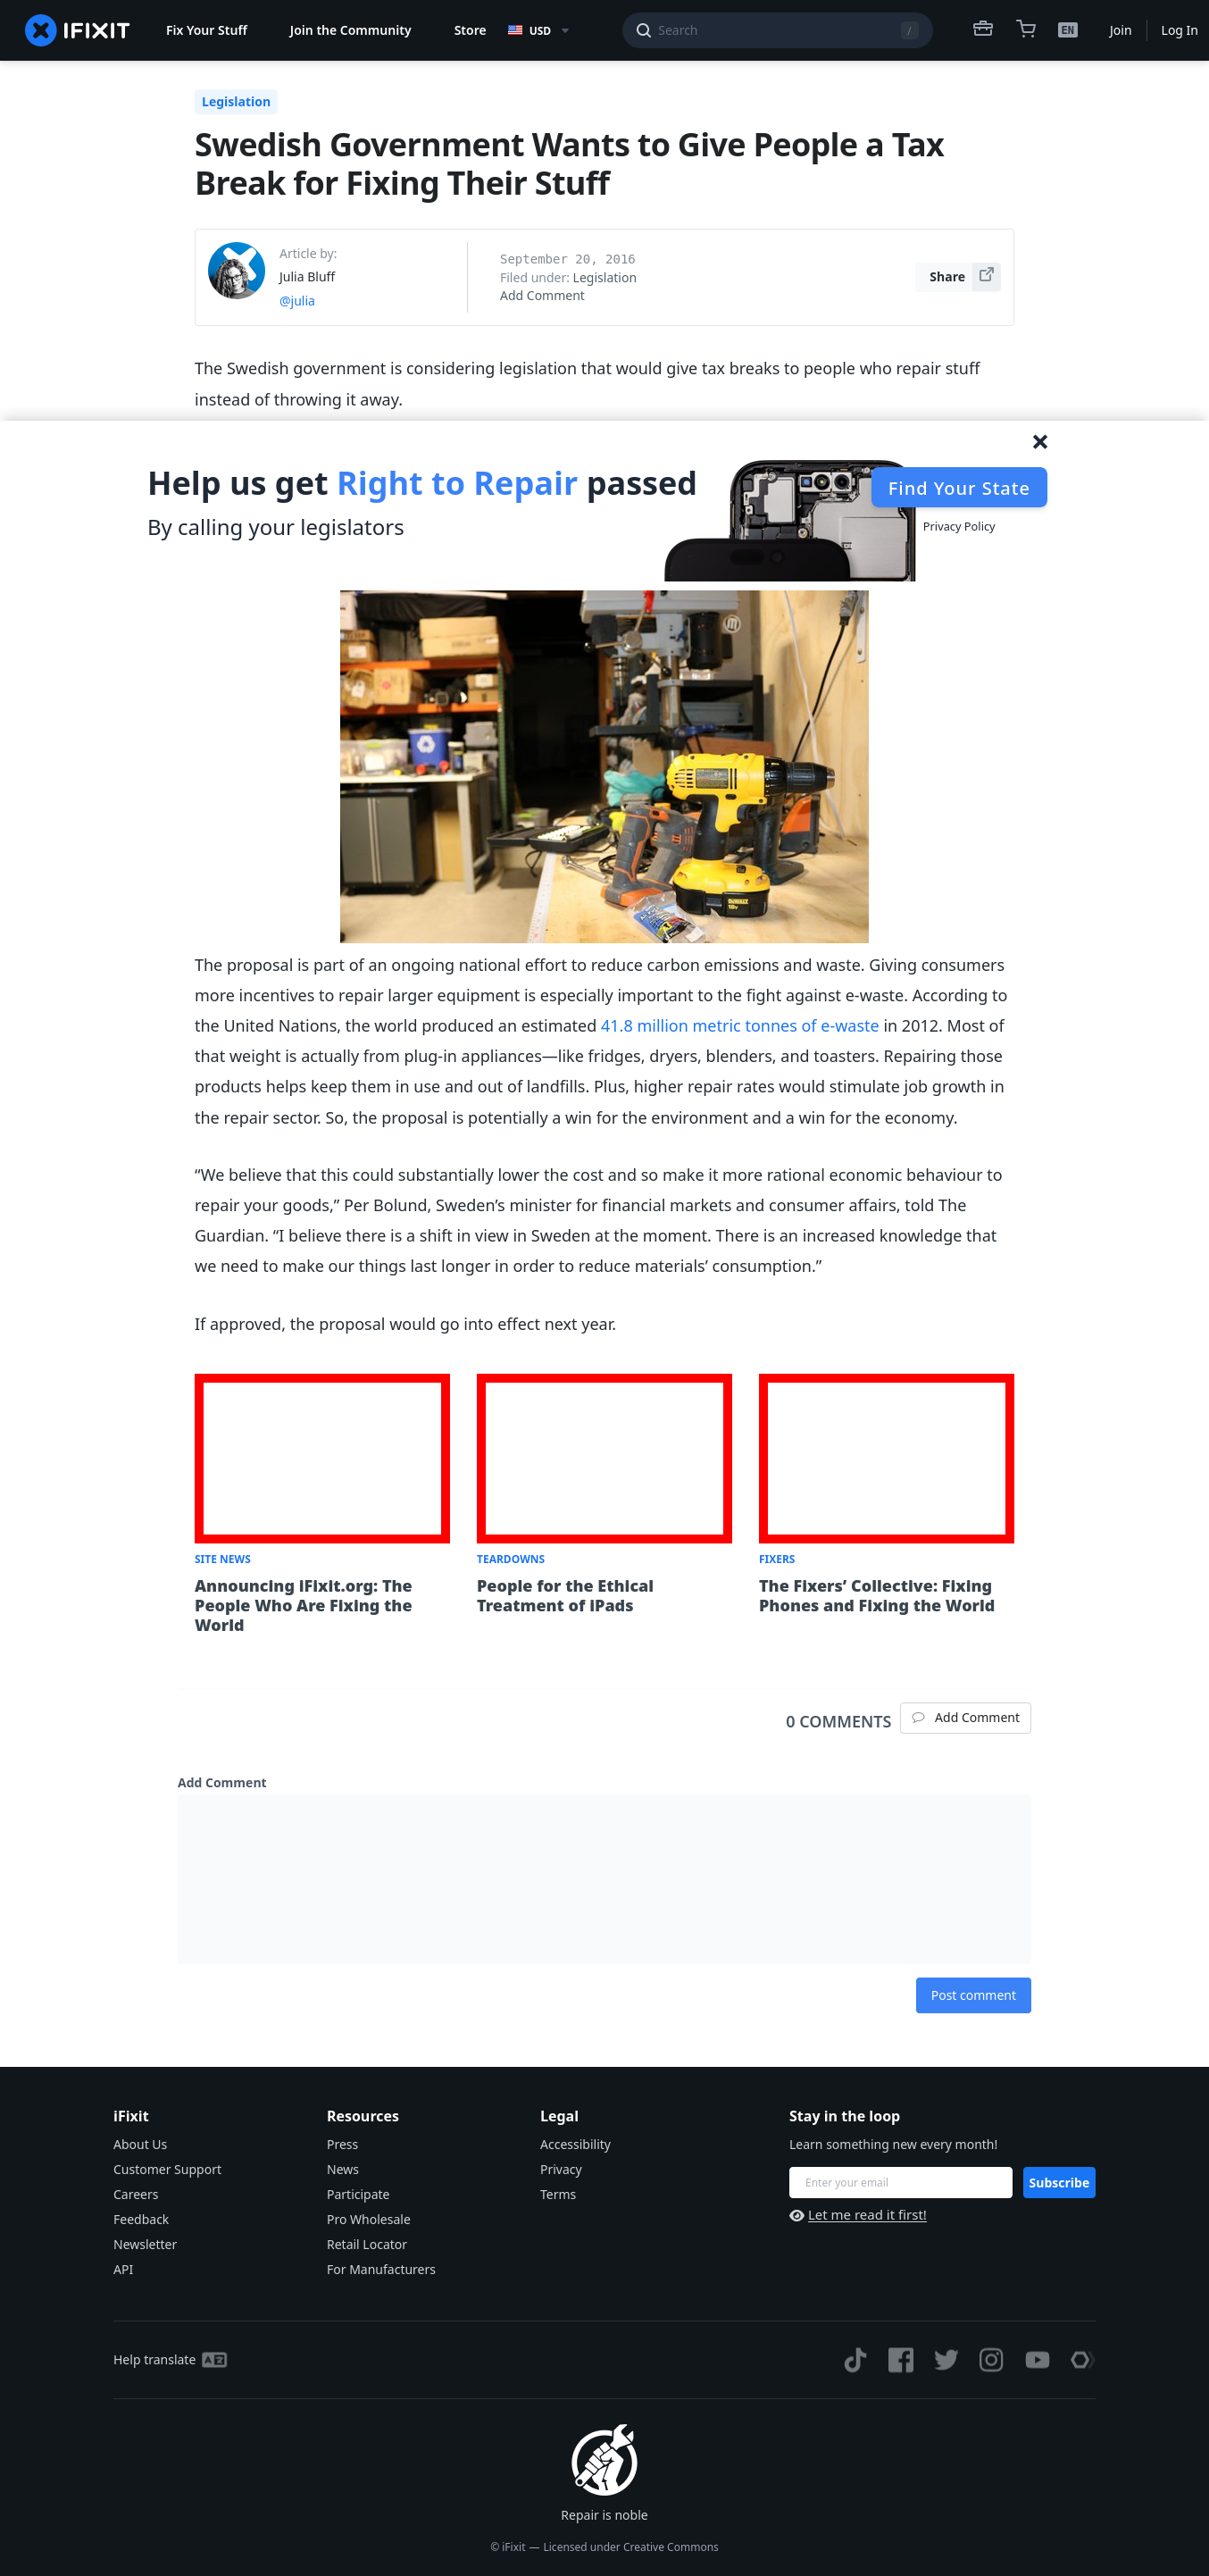 IFIXIT
Fix Your Stuff
Join the Community
Store
USD
Search
/
EN
Join
Log In
Legislation
Swedish Government Wants to Give People a Tax
Break for Fixing Their Stuff
Article by:
Julia Bluff
@julia
September 20, 2016
Filed under: Legislation
Add Comment
Share
The Swedish government is considering legislation that would give tax breaks to people who repair stuff
instead of throwing it away.
Help us get Right to Repair passed
By calling your legislators
Find Your State
Privacy Policy
DEWALT
The proposal is part of an ongoing national effort to reduce carbon emissions and waste. Giving consumers
more incentives to repair larger equipment is especially important to the fight against e-waste. According to
the United Nations, the world produced an estimated 41.8 million metric tonnes of e-waste in 2012. Most of
that weight is actually from plug-in appliances—like fridges, dryers, blenders, and toasters. Repairing those
products helps keep them in use and out of landfills. Plus, higher repair rates would stimulate job growth in
the repair sector. So, the proposal is potentially a win for the environment and a win for the economy.
“We believe that this could substantially lower the cost and so make it more rational economic behaviour to
repair your goods,” Per Bolund, Sweden’s minister for financial markets and consumer affairs, told The
Guardian. “I believe there is a shift in view in Sweden at the moment. There is an increased knowledge that
we need to make our things last longer in order to reduce materials’ consumption.”
If approved, the proposal would go into effect next year.
SITE NEWS
Announcing iFixit.org: The
People Who Are Fixing the
World
TEARDOWNS
People for the Ethical
Treatment of iPads
FIXERS
The Fixers’ Collective: Fixing
Phones and Fixing the World
0 COMMENTS
Add Comment
Add Comment
Post comment
iFixit
About Us
Customer Support
Careers
Feedback
Newsletter
API
Resources
Press
News
Participate
Pro Wholesale
Retail Locator
For Manufacturers
Legal
Accessibility
Privacy
Terms
Stay in the loop
Learn something new every month!
Enter your email
Subscribe
Let me read it first!
Help translate
Repair is noble
© iFixit — Licensed under Creative Commons